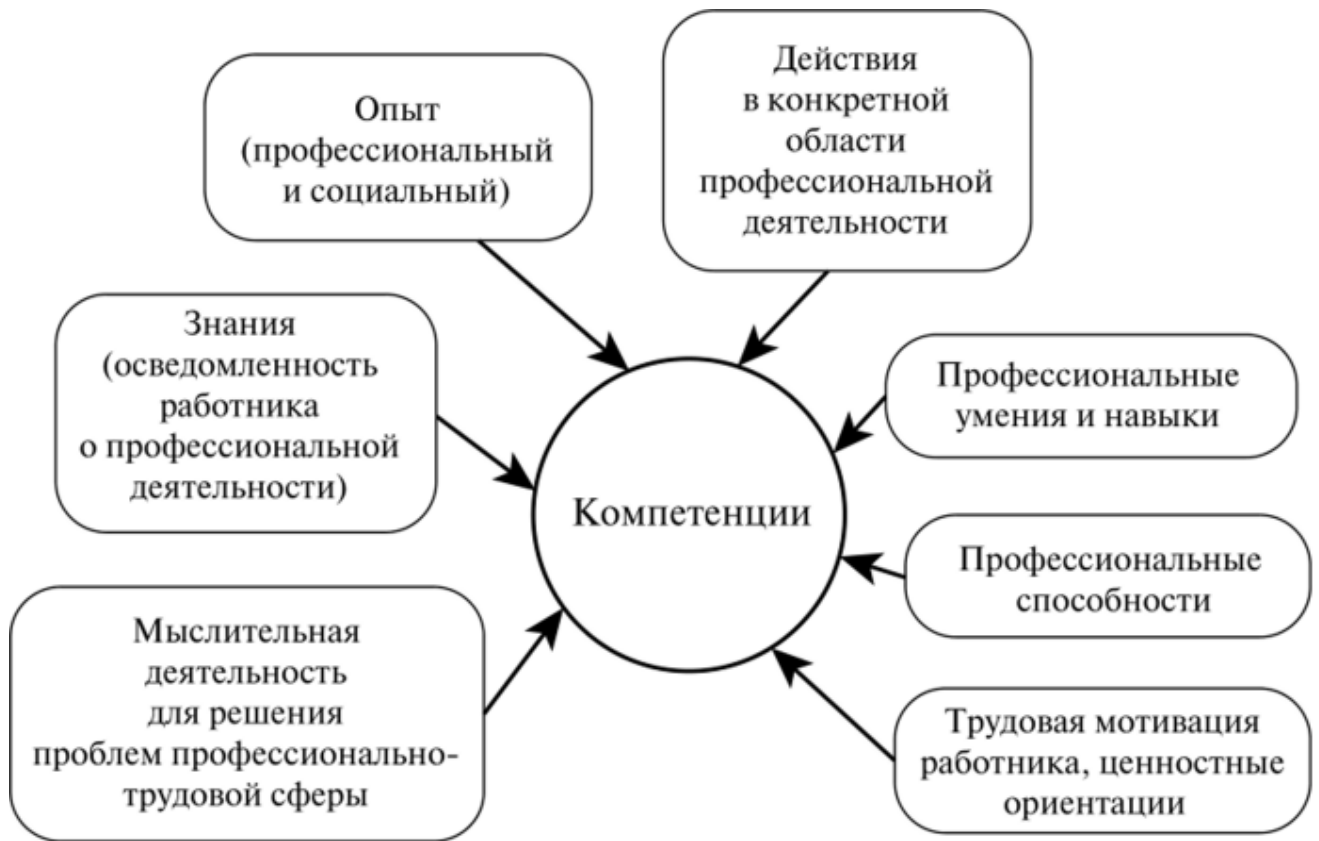 Опыт
(профессиональный
и социальный)
Действия
в конкретной
области
профессиональной
деятельности
Знания
(осведомленность
работника
о профессиональной
деятельности)
Профессиональные
умения и навыки
Компетенции
Профессиональные
способности
Мыслительная
деятельность
для решения
проблем профессионально-
трудовой сферы
Трудовая мотивация
работника, ценностные
ориентации